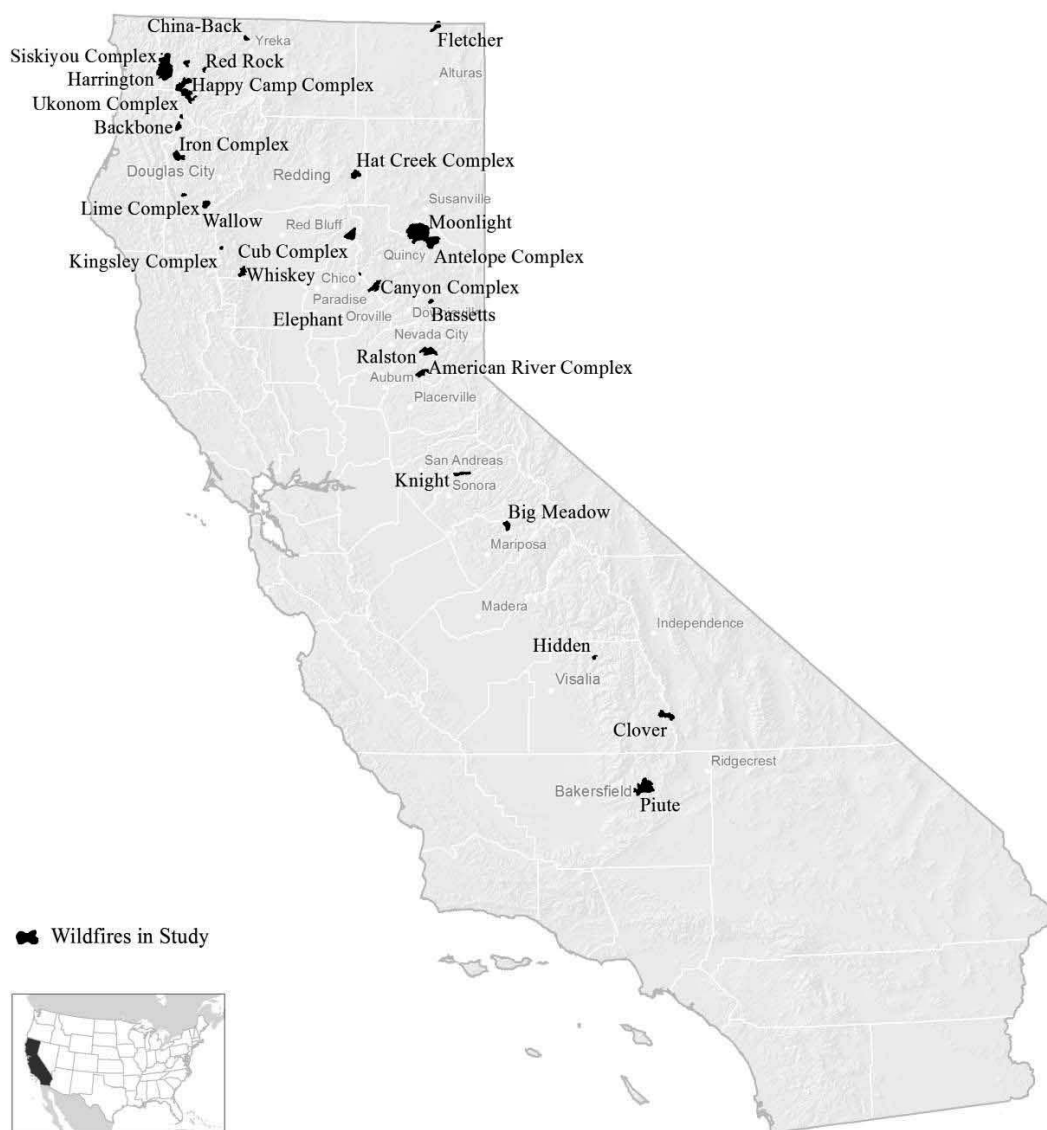 China-Back
Yreka
Fletcher
Siskiyou Complex
Red Rock
Alturas
Harrington
Happy Camp Complex
Ukonom Complex
Backbone
Iron Complex
Hat Creek Complex
Douglas City
Redding
Susanville
Lime Complex
Wallow
Red Bluff
Moonlight
Kingsley Complex
Cub Complex
Quincy
Antelope Complex
Whiskey
Chico
Canyon Complex
Paradise
Downieville
Bassetts
Elephant
Oroville
Nevada City
Ralston
American River Complex
Auburn
Placerville
San Andreas
Knight
Sonora
Big Meadow
Mariposa
Madera
Independence
Hidden
Visalia
Clover
Ridgecrest
Bakersfield
Piute
Wildfires in Study